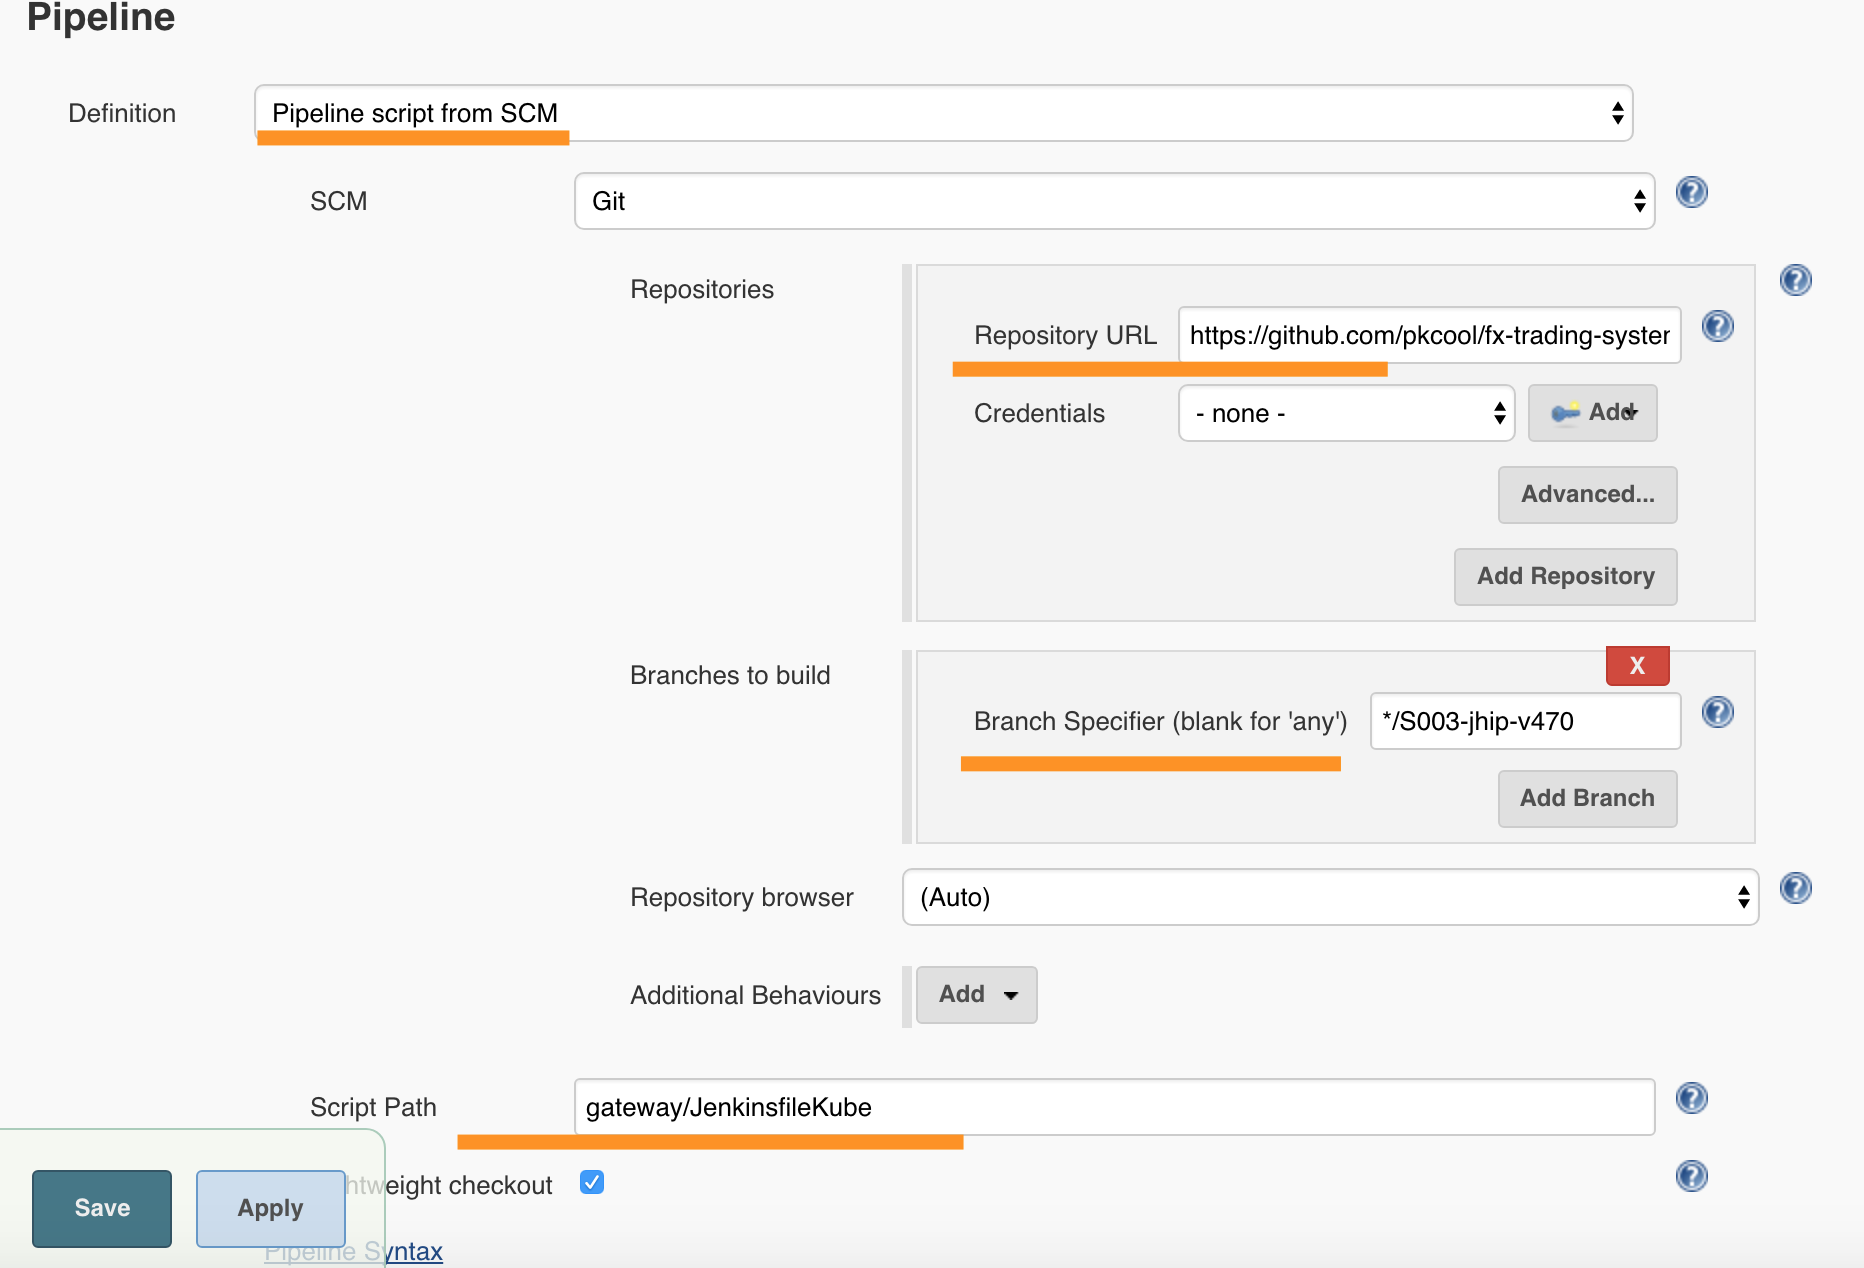 Pipeline
Definition
Pipeline script from SCM
SCM
Git
Repositories
Repository URL
https://github.com/pkcool/fx-trading-syster
Credentials
- none -
Add
Advanced...
Add Repository
Branches to build
X
Branch Specifier (blank for 'any')
*/S003-jhip-v470
Add Branch
Repository browser
(Auto)
Additional Behaviours
Add
Script Path
gateway/JenkinsfileKube
htweight checkout
Save
Apply
Pipeline Syntax